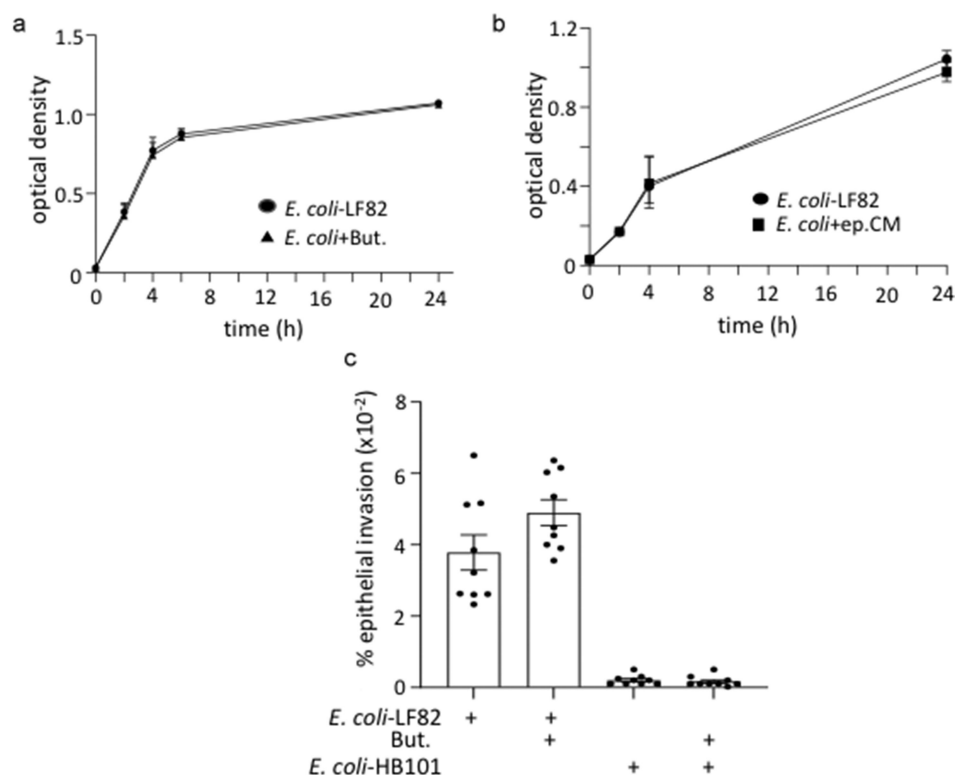 a
1.5
1.0
0.5
0
optical density
E. coli-LF82
E. coli+But.
0 4 8 12 16 20 24
time (h)
b
1.2
0.8
0.4
0
optical density
E. coli-LF82
E. coli+ep.CM
0 4 8 12 16 20 24
time (h)
c
8
6
4
2
0
% epithelial invasion (x10⁻²)
E. coli-LF82 + +
But. + +
E. coli-HB101 + +